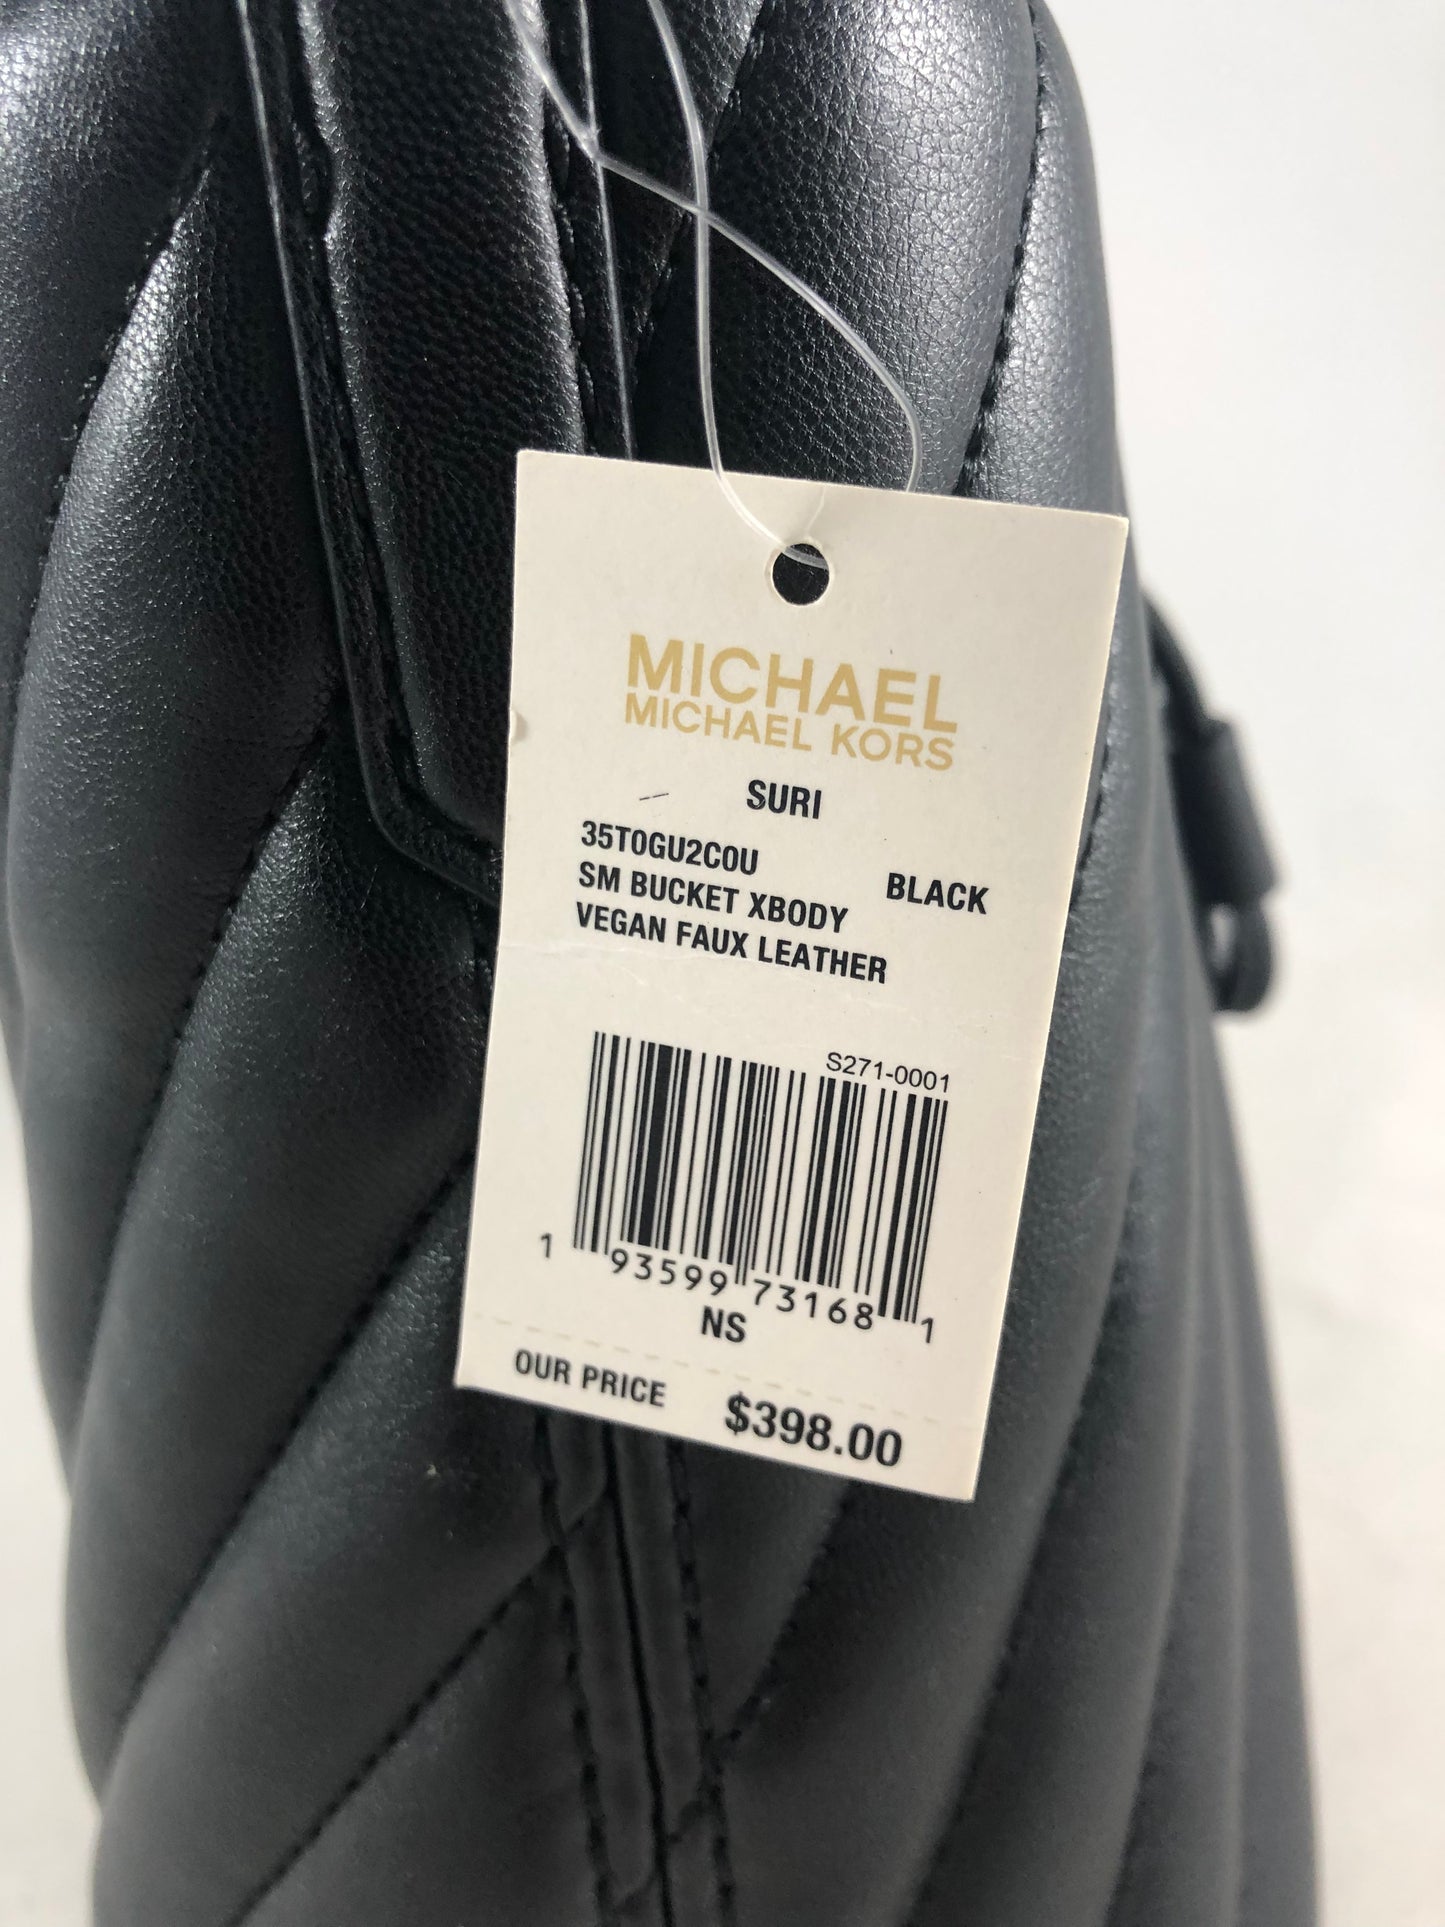 MICHAEL
MICHAEL KORS
SURI
35T0GU2C0U
SM BUCKET XBODY BLACK
VEGAN FAUX LEATHER
S271-0001
1 93599 73168 1
NS
OUR PRICE $398.00